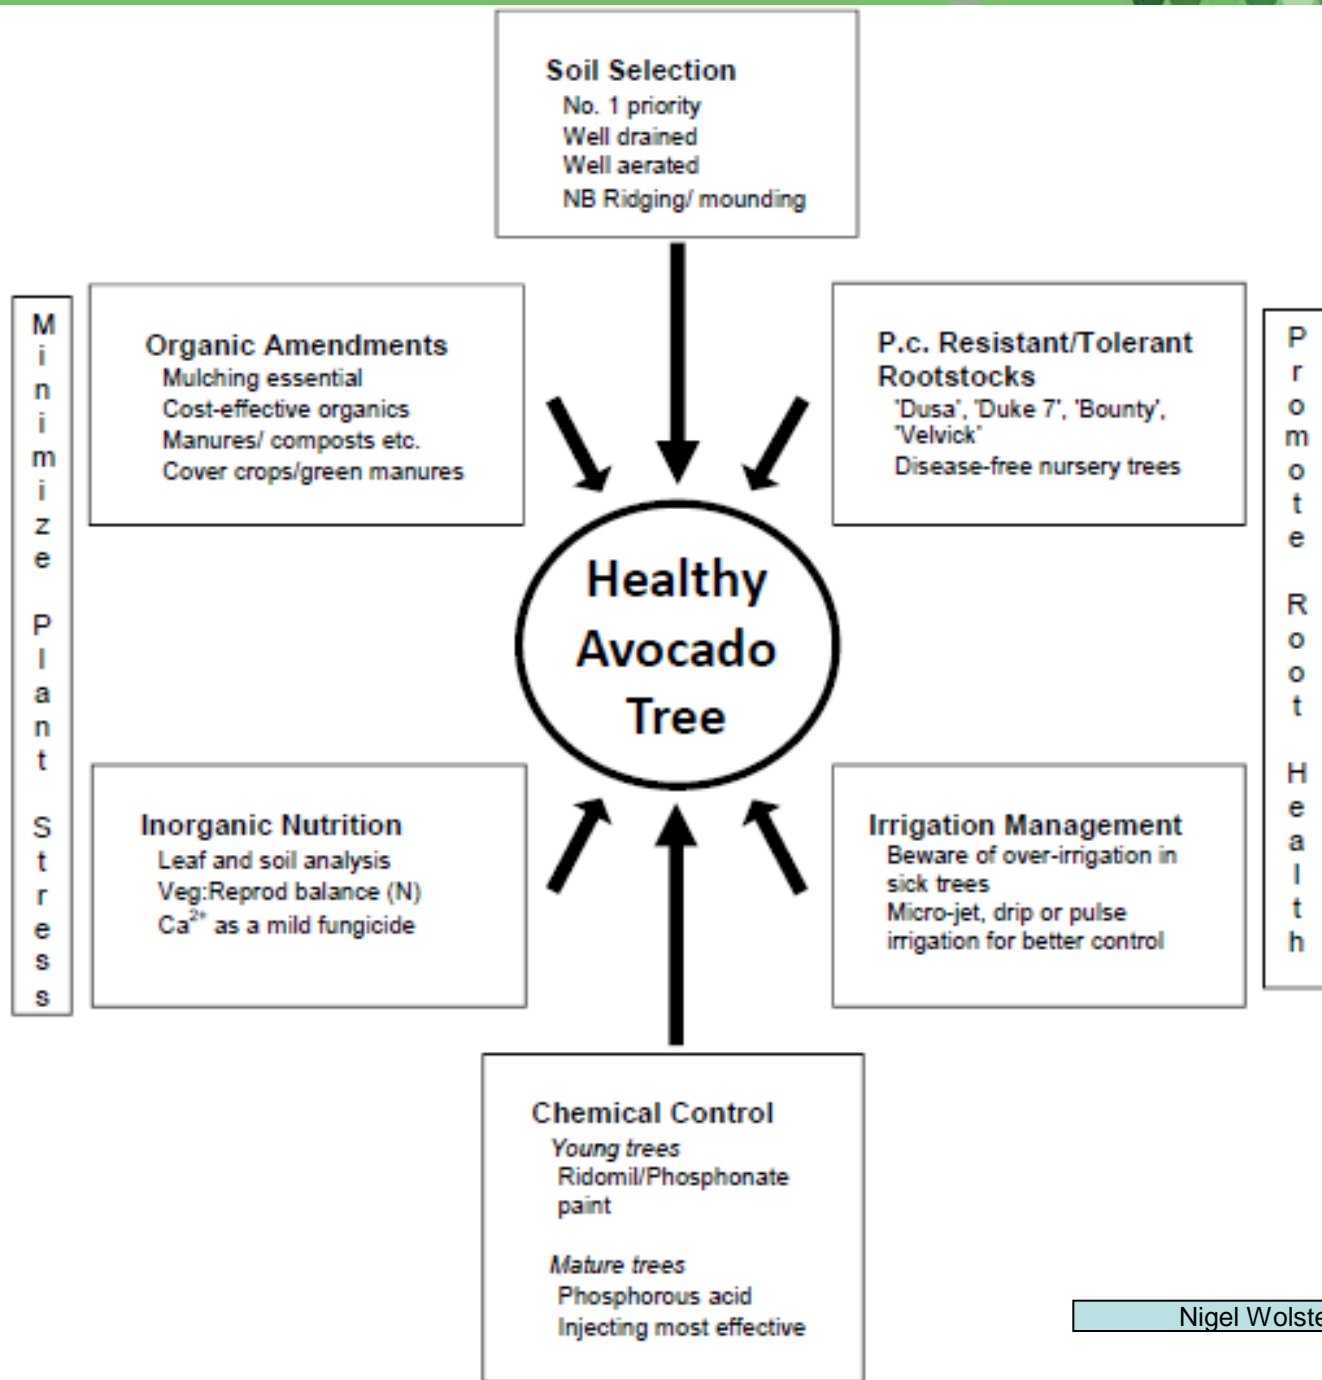 Soil Selection
No. 1 priority
Well drained
Well aerated
NB Ridging/ mounding
Minimize Plant Stress
Organic Amendments
Mulching essential
Cost-effective organics
Manures/ composts etc.
Cover crops/green manures
P.c. Resistant/Tolerant
Rootstocks
'Dusa', 'Duke 7', 'Bounty',
'Velvick'
Disease-free nursery trees
Promote Root Health
Healthy
Avocado
Tree
Inorganic Nutrition
Leaf and soil analysis
Veg:Reprod balance (N)
Ca²⁺ as a mild fungicide
Irrigation Management
Beware of over-irrigation in
sick trees
Micro-jet, drip or pulse
irrigation for better control
Chemical Control
Young trees
Ridomil/Phosphonate
paint
Mature trees
Phosphorous acid
Injecting most effective
Nigel Wolste